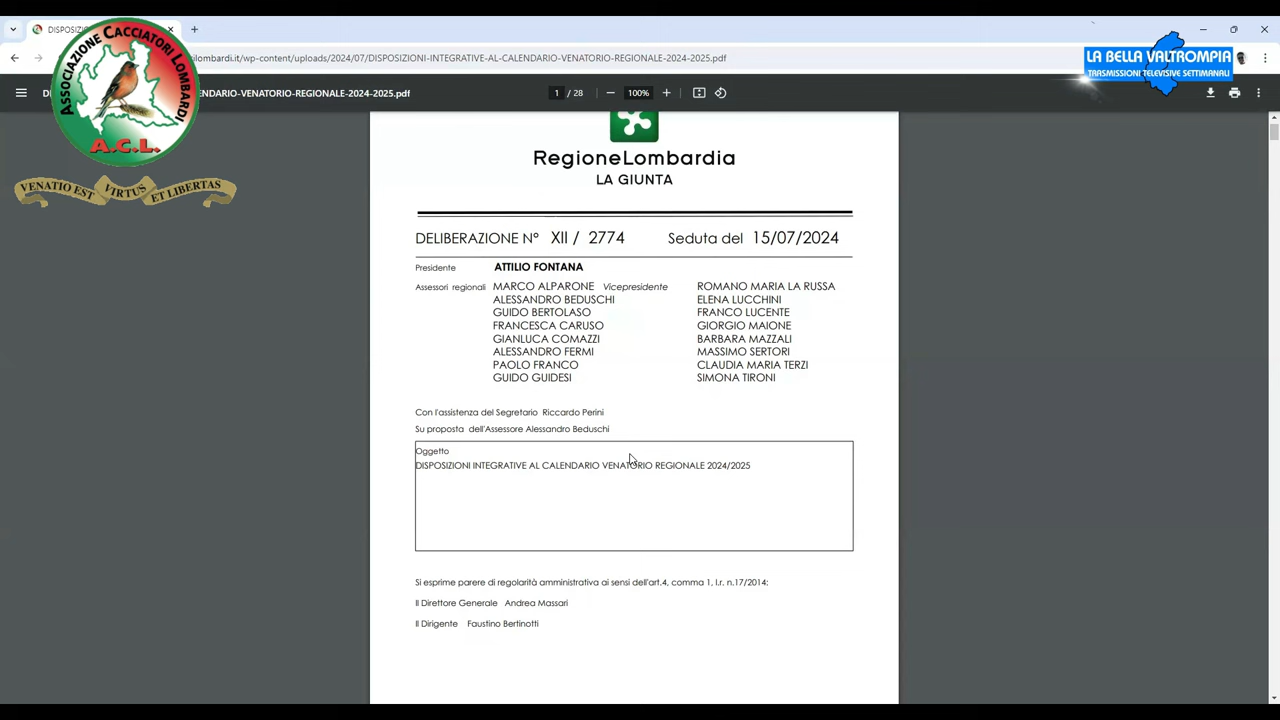 DISPOSIZ
ilombardi.it/wp-content/uploads/2024/07/DISPOSIZIONI-INTEGRATIVE-AL-CALENDARIO-VENATORIO-REGIONALE-2024-2025.pdf
ENDARIO-VENATORIO-REGIONALE-2024-2025.pdf
1 / 28
100%
ASSOCIAZIONE CACCIATORI LOMBARDI
A.C.L.
VENATIO EST VIRTUS ET LIBERTAS
LA BELLA VALTROMPIA
TRASMISSIONI TELEVISIVE SETTIMANALI
RegioneLombardia
LA GIUNTA
DELIBERAZIONE N° XII / 2774 Seduta del 15/07/2024
Presidente ATTILIO FONTANA
Assessori regionali MARCO ALPARONE Vicepresidente ROMANO MARIA LA RUSSA
ALESSANDRO BEDUSCHI ELENA LUCCHINI
GUIDO BERTOLASO FRANCO LUCENTE
FRANCESCA CARUSO GIORGIO MAIONE
GIANLUCA COMAZZI BARBARA MAZZALI
ALESSANDRO FERMI MASSIMO SERTORI
PAOLO FRANCO CLAUDIA MARIA TERZI
GUIDO GUIDESI SIMONA TIRONI
Con l'assistenza del Segretario Riccardo Perini
Su proposta dell'Assessore Alessandro Beduschi
Oggetto
DISPOSIZIONI INTEGRATIVE AL CALENDARIO VENATORIO REGIONALE 2024/2025
Si esprime parere di regolarità amministrativa ai sensi dell'art.4, comma 1, l.r. n.17/2014:
Il Direttore Generale Andrea Massari
Il Dirigente Faustino Bertinotti